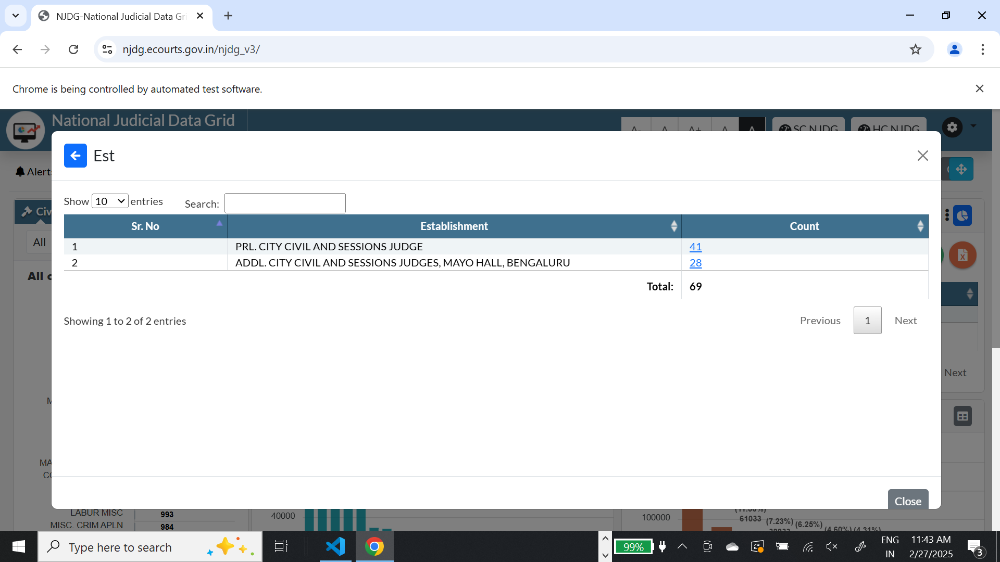 NJDG-National Judicial Data Gri
njdg.ecourts.gov.in/njdg_v3/
Chrome is being controlled by automated test software.
National Judicial Data Grid
A- A A+ A A SC NJDG HC NJDG
Alerts
Est
Show 10 entries Search:
Civ
Sr. No Establishment Count
All
1 PRL. CITY CIVIL AND SESSIONS JUDGE 41
2 ADDL. CITY CIVIL AND SESSIONS JUDGES, MAYO HALL, BENGALURU 28
All c
Total: 69
Showing 1 to 2 of 2 entries Previous 1 Next
Next
M
MA
CO
Close
LABUR MISC 993
MISC. CRIM APLN 984
40000
100000
61033
(7.23%) (6.25%)
(4.60%) (4.31%)
Type here to search
99%
ENG
IN
11:43 AM
2/27/2025
3